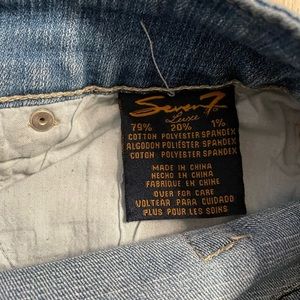 Seven7
Luxe
79% 20% 1%
COTTON POLYESTER SPANDEX
ALGODON POLIÉSTER SPANDEX
COTON POLYESTER SPANDEX
MADE IN CHINA
HECHO EN CHINA
FABRIQUE EN CHINE
OVER FOR CARE
VOLTEAR PARA CUIDADO
PLUS POUR LES SOINS